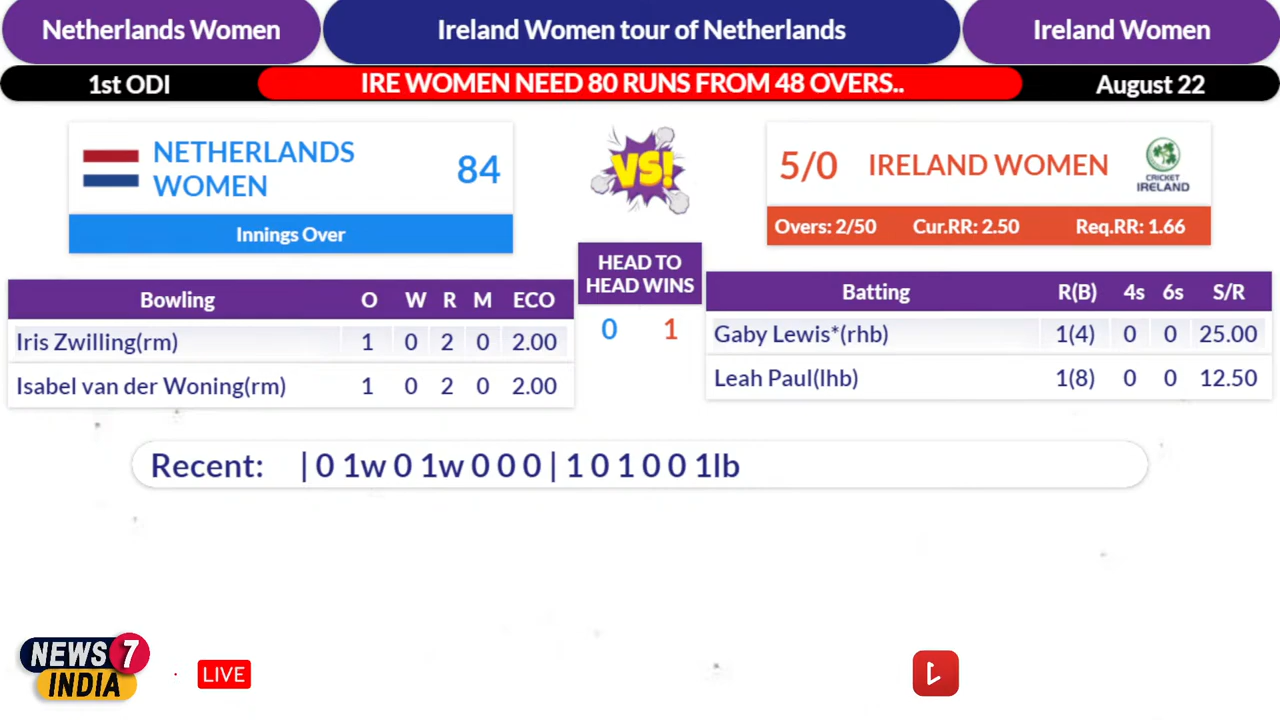 Netherlands Women
Ireland Women tour of Netherlands
Ireland Women
1st ODI
IRE WOMEN NEED 80 RUNS FROM 48 OVERS..
August 22
NETHERLANDS
WOMEN
84
Innings Over
VS!
5/0
IRELAND WOMEN
CRICKET
IRELAND
Overs: 2/50 Cur.RR: 2.50 Req.RR: 1.66
Bowling O W R M ECO
Iris Zwilling(rm) 1 0 2 0 2.00
Isabel van der Woning(rm) 1 0 2 0 2.00
HEAD TO
HEAD WINS
0 1
Batting R(B) 4s 6s S/R
Gaby Lewis*(rhb) 1(4) 0 0 25.00
Leah Paul(lhb) 1(8) 0 0 12.50
Recent: | 0 1w 0 1w 0 0 0 | 1 0 1 0 0 1lb
NEWS 7
INDIA
LIVE